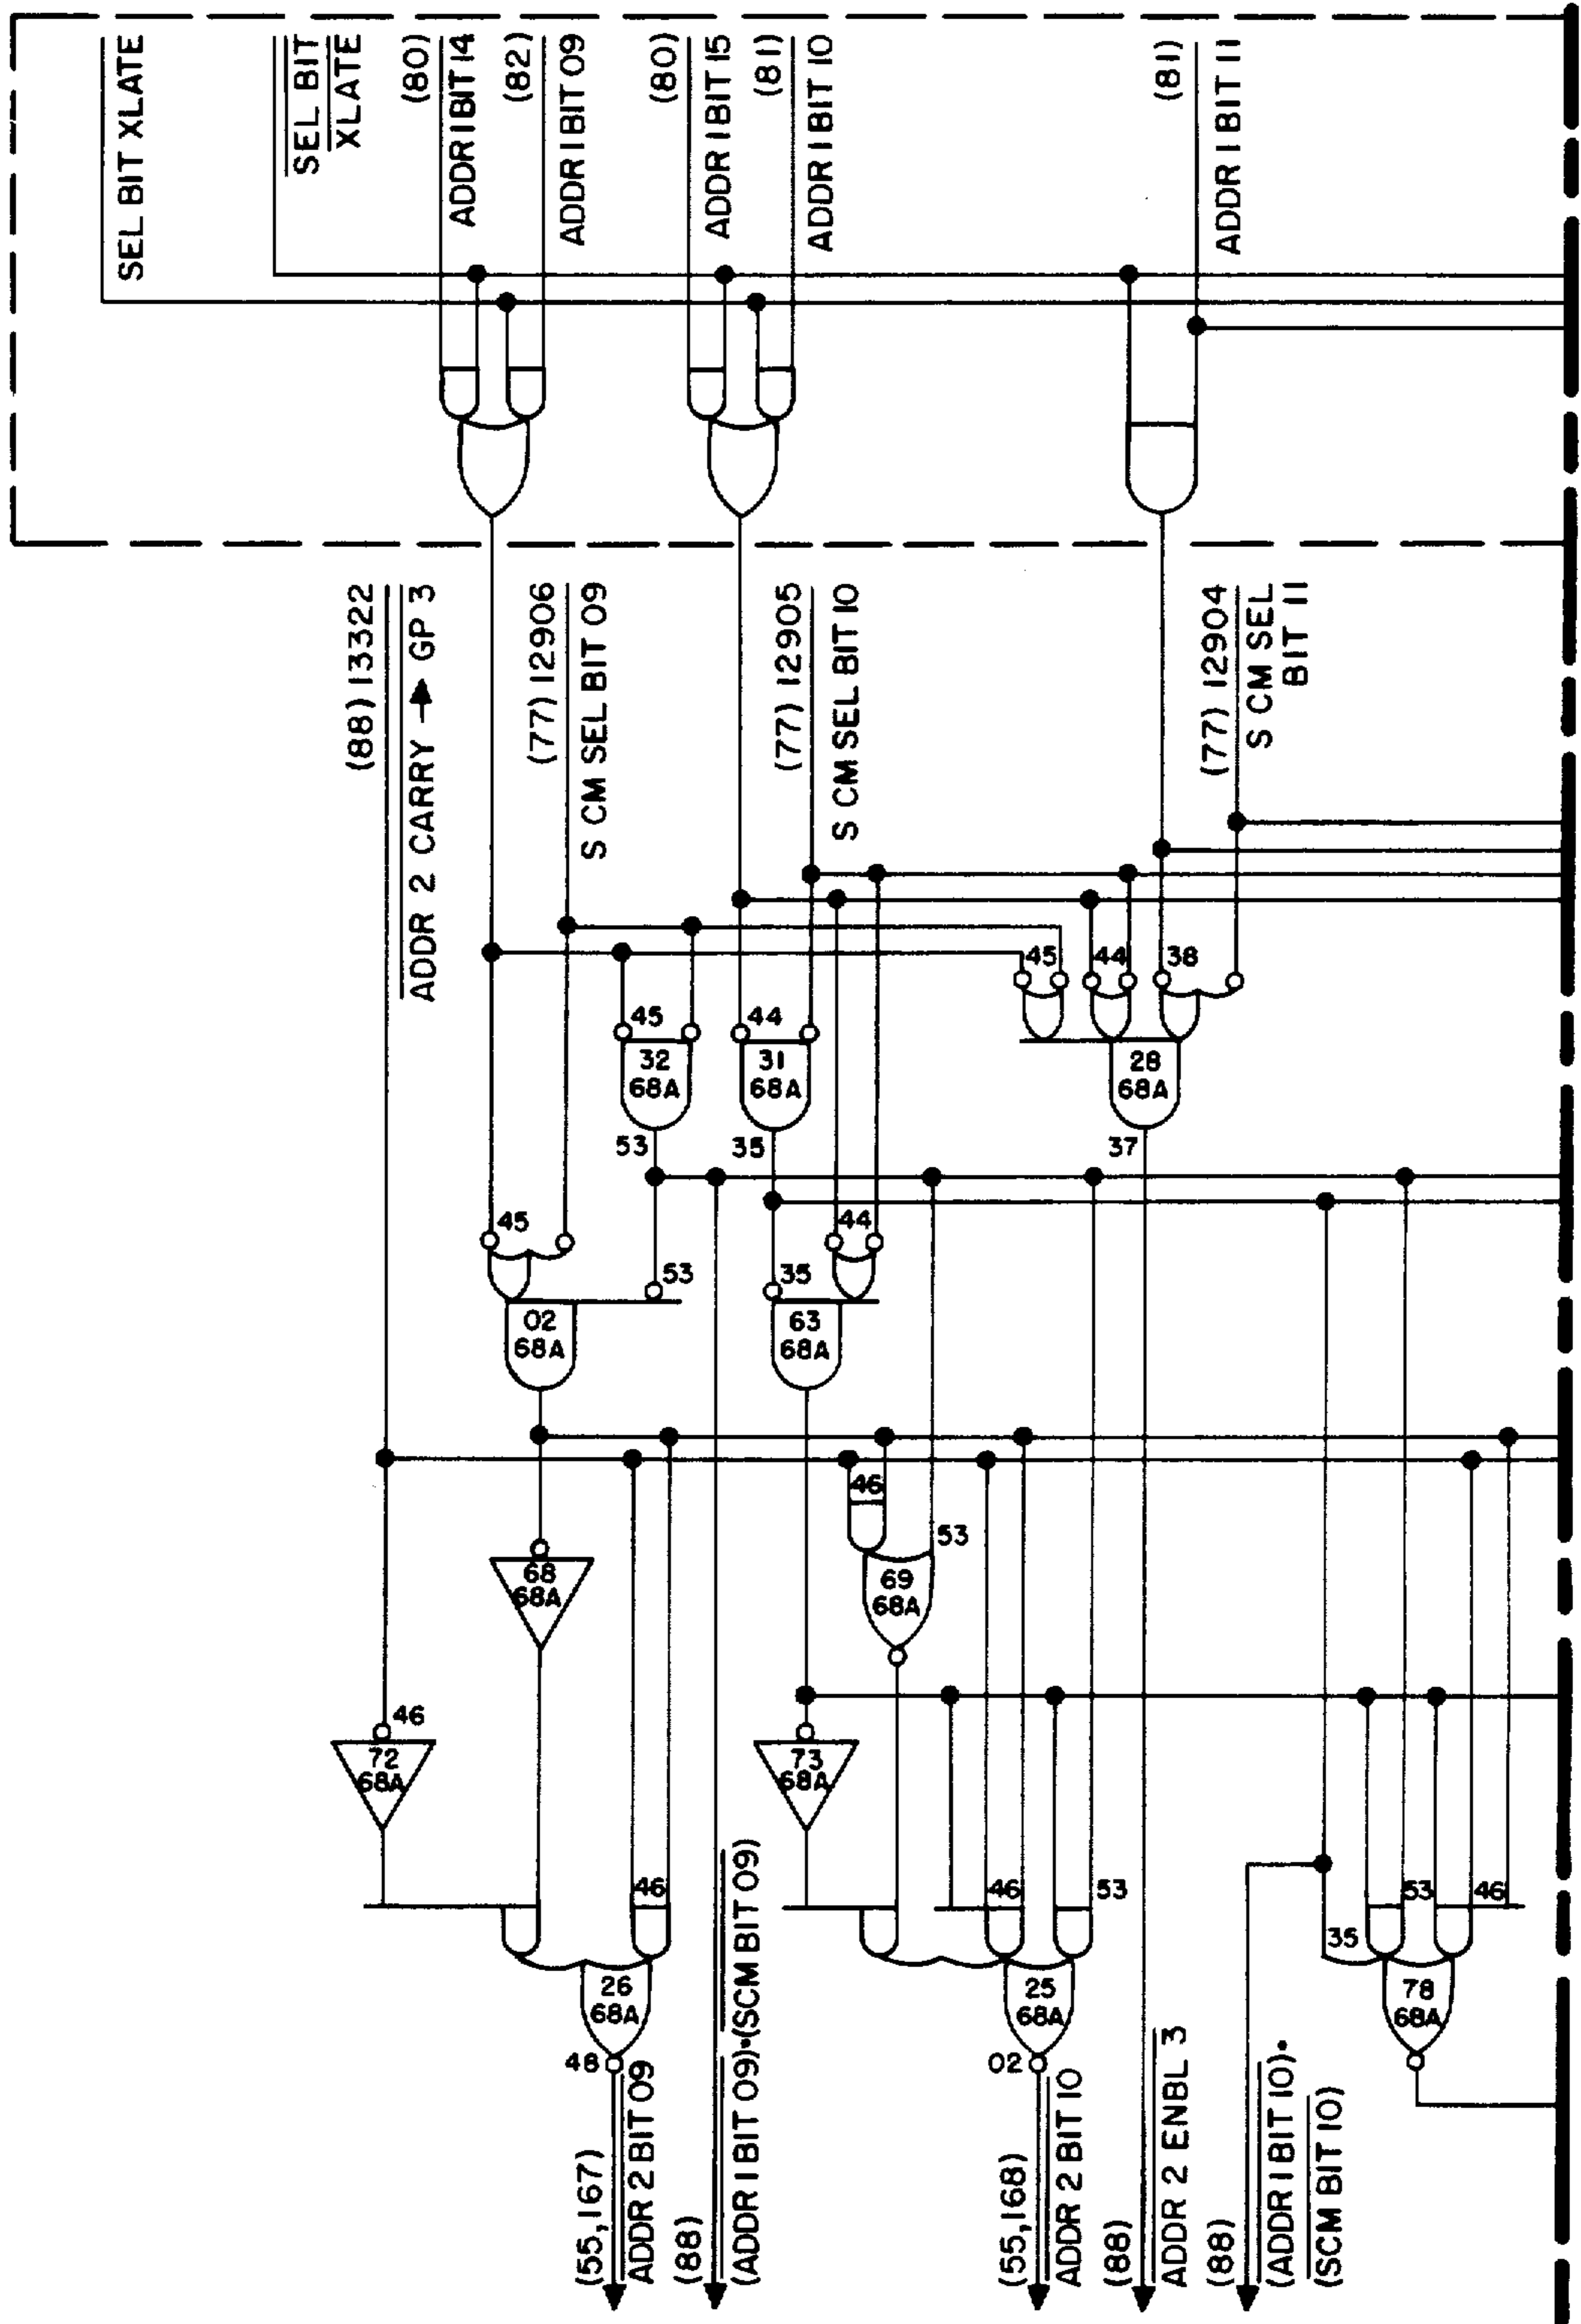 SEL BIT XLATE
SEL BIT
XLATE
(80)
ADDR 1 BIT 14
(82)
ADDR 1 BIT 09
(80)
ADDR 1 BIT 15
(81)
ADDR 1 BIT 10
(81)
ADDR 1 BIT 11
(88) 13322
ADDR 2 CARRY → GP 3
(77) 12906
S CM SEL BIT 09
(77) 12905
S CM SEL BIT 10
(77) 12904
S CM SEL
BIT 11
45
44
38
45
44
32
68A
31
68A
28
68A
53
35
37
45
44
53
35
02
68A
63
68A
46
53
68
68A
69
68A
46
72
68A
73
68A
46
46
53
53
46
35
26
68A
25
68A
78
68A
48
02
(55,167)
ADDR 2 BIT 09
(88)
(ADDR 1 BIT 09)•(SCM BIT 09)
(55,168)
ADDR 2 BIT 10
(88)
ADDR 2 ENBL 3
(88)
(ADDR 1 BIT 10)•
(SCM BIT 10)